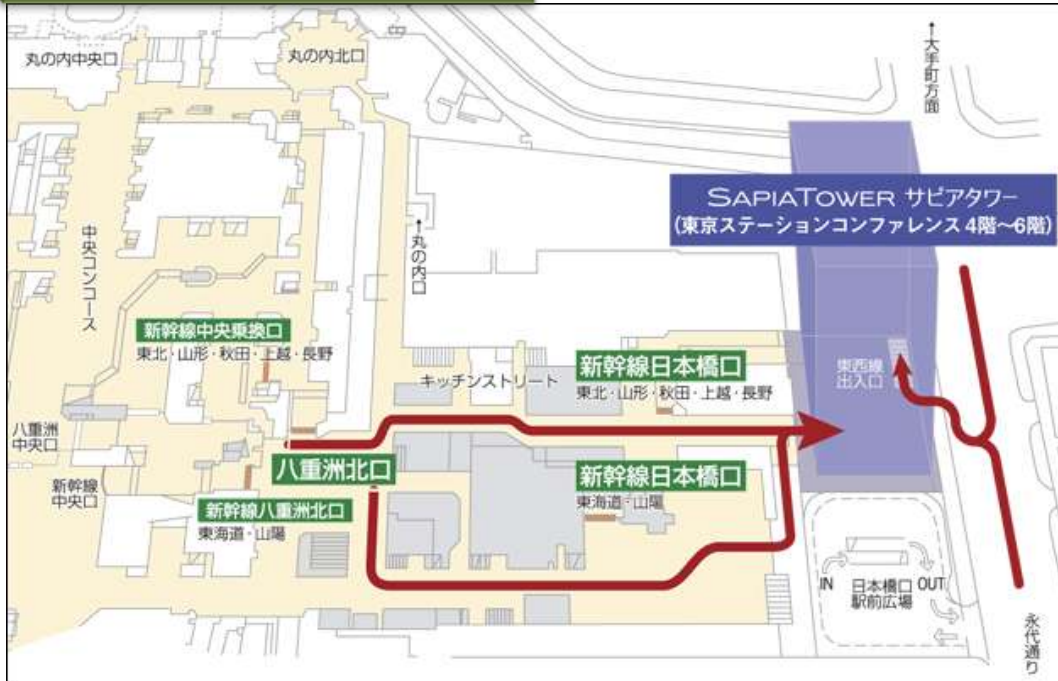 丸の内中央口
丸の内北口
↑大手町方面
SAPIATOWER サピアタワー
(東京ステーションコンファレンス 4階～6階)
中央コンコース
↑丸の内口
新幹線中央乗換口
東北・山形・秋田・上越・長野
キッチンストリート
新幹線日本橋口
東北・山形・秋田・上越・長野
東西線
出入口
八重洲
中央口
八重洲北口
新幹線
中央口
新幹線八重洲北口
東海道・山陽
新幹線日本橋口
東海道・山陽
IN
日本橋口
駅前広場
OUT
永代通り